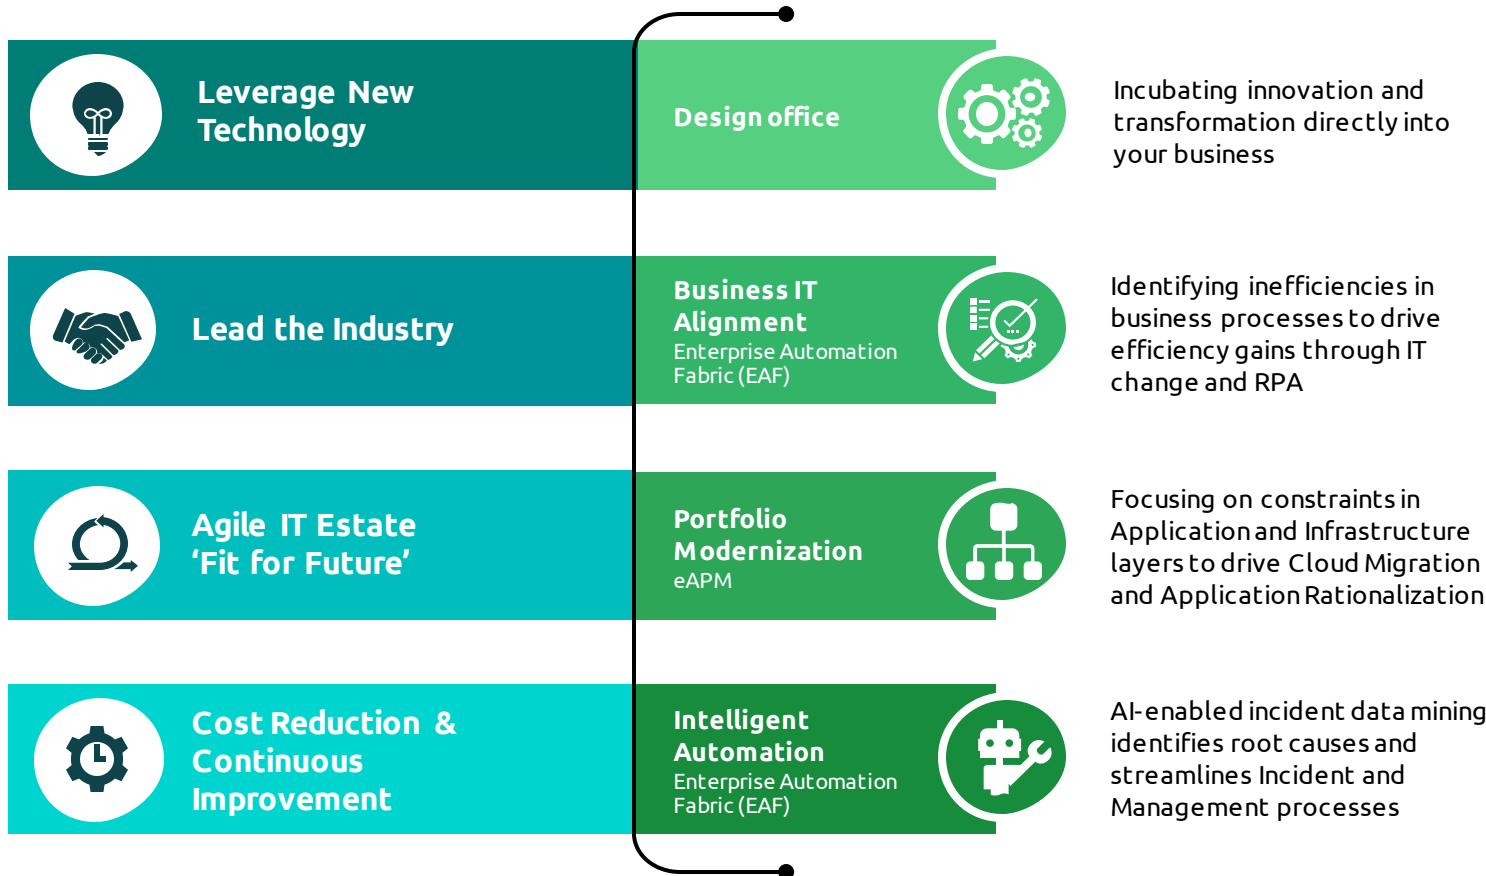 Leverage New
Technology
Design office
Incubating innovation and
transformation directly into
your business
Lead the Industry
Business IT
Alignment
Enterprise Automation
Fabric (EAF)
Identifying inefficiencies in
business processes to drive
efficiency gains through IT
change and RPA
Agile IT Estate
‘Fit for Future’
Portfolio
Modernization
eAPM
Focusing on constraints in
Application and Infrastructure
layers to drive Cloud Migration
and Application Rationalization
Cost Reduction &
Continuous
Improvement
Intelligent
Automation
Enterprise Automation
Fabric (EAF)
AI-enabled incident data mining
identifies root causes and
streamlines Incident and
Management processes